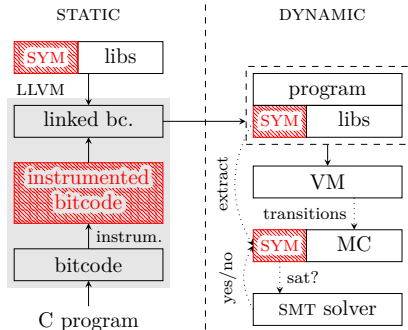 STATIC
SYM libs
LLVM
linked bc.
instrumented
bitcode
instrum.
bitcode
C program
DYNAMIC
program
SYM libs
extract
VM
transitions
SYM MC
yes/no
sat?
SMT solver